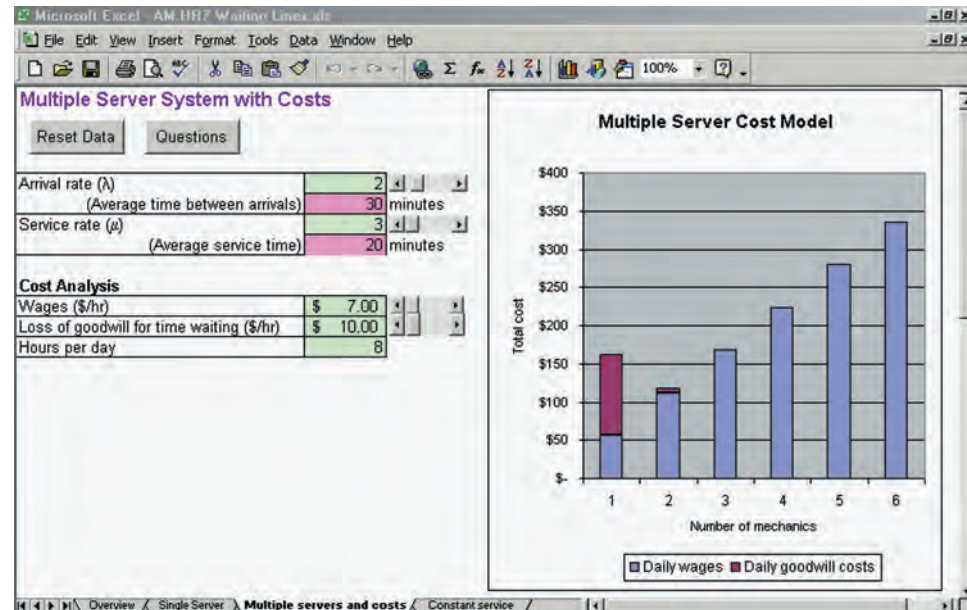 Microsoft Excel - AM.HR7 Waiting Lines.xls
File Edit View Insert Format Tools Data Window Help
100%
Multiple Server System with Costs
Reset Data Questions
Arrival rate (λ) 2
(Average time between arrivals) 30 minutes
Service rate (μ) 3
(Average service time) 20 minutes
Cost Analysis
Wages ($/hr) $ 7.00
Loss of goodwill for time waiting ($/hr) $ 10.00
Hours per day 8
Multiple Server Cost Model
$400
$350
$300
$250
$200
$150
$100
$50
$-
Total cost
1 2 3 4 5 6
Number of mechanics
Daily wages Daily goodwill costs
Overview Single Server Multiple servers and costs Constant service